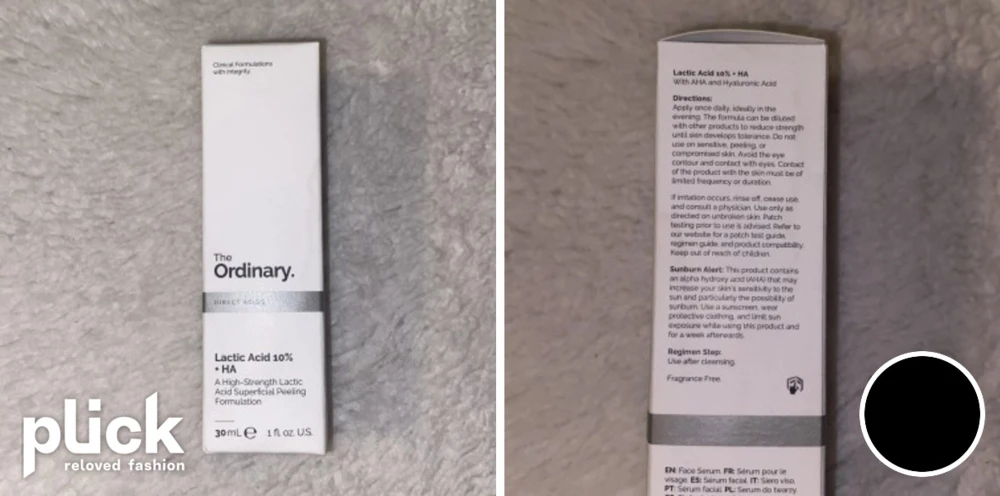 Clinical Formulations
with integrity.
The
Ordinary.
DIRECT ACIDS
Lactic Acid 10%
+ HA
A High-Strength Lactic
Acid Superficial Peeling
Formulation
30 mL e 1 fl. oz. U.S.
plick
reloved fashion
Lactic Acid 10% + HA
With AHA and Hyaluronic Acid
Directions:
Apply once daily, ideally in the
evening. The formula can be diluted
with other products to reduce strength
until skin develops tolerance. Do not
use on sensitive, peeling, or
compromised skin. Avoid the eye
contour and contact with eyes. Contact
of the product with the skin must be of
limited frequency or duration.
If irritation occurs, rinse off, cease use,
and consult a physician. Use only as
directed on unbroken skin. Patch
testing prior to use is advised. Refer to
our website for a patch test guide,
regimen guide, and product compatibility.
Keep out of reach of children.
Sunburn Alert: This product contains
an alpha hydroxy acid (AHA) that may
increase your skin's sensitivity to the
sun and particularly the possibility of
sunburn. Use a sunscreen, wear
protective clothing, and limit sun
exposure while using this product and
for a week afterwards.
Regimen Step:
Use after cleansing.
Fragrance Free.
EN: Face Serum. FR: Sérum pour le
visage. ES: Sérum facial. IT: Siero viso.
PT: Sérum facial. PL: Serum do twarzy.